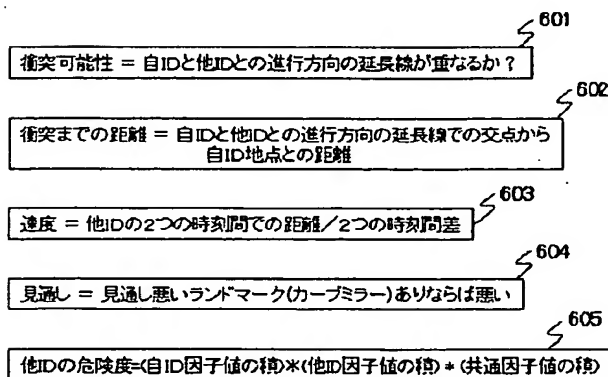 601
衝突可能性 = 自IDと他IDとの進行方向の延長線が重なるか？
602
衝突までの距離 = 自IDと他IDとの進行方向の延長線での交点から
自ID地点との距離
603
速度 = 他IDの2つの時刻間での距離/2つの時刻間差
604
見通し = 見通し悪いランドマーク(カーブミラー)ありならば悪い
605
他IDの危険度=(自ID因子値の積)*(他ID因子値の積)*(共通因子値の積)